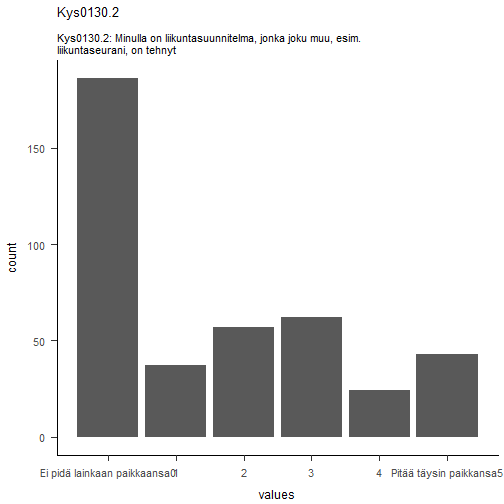 Kys0130.2
Kys0130.2: Minulla on liikuntasuunnitelma, jonka joku muu, esim.
liikuntaseurani, on tehnyt
150
100
50
0
count
Ei pidä lainkaan paikkaansa0
1
2
3
4
Pitää täysin paikkansa5
values